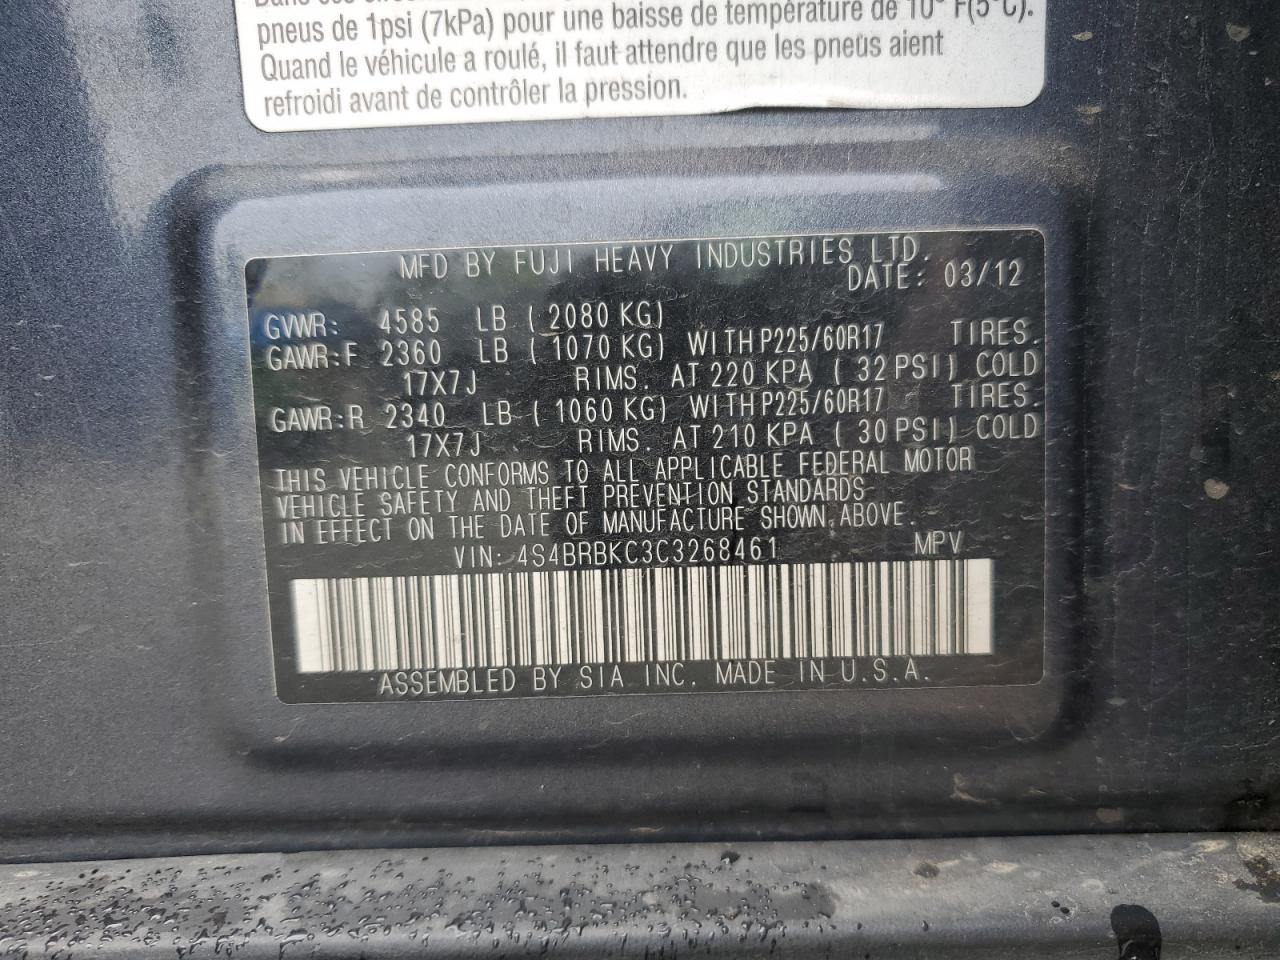 pneus de 1psi (7kPa) pour une baisse de température de 10° F(5°C).
Quand le véhicule a roulé, il faut attendre que les pneus aient
refroidi avant de contrôler la pression.
MFD BY FUJI HEAVY INDUSTRIES LTD.
DATE: 03/12
GVWR: 4585 LB ( 2080 KG)
GAWR:F 2360 LB ( 1070 KG) WITH P225/60R17 TIRES.
17X7J RIMS. AT 220 KPA ( 32 PSI) COLD
GAWR:R 2340 LB ( 1060 KG) WITH P225/60R17 TIRES.
17X7J RIMS. AT 210 KPA ( 30 PSI) COLD
THIS VEHICLE CONFORMS TO ALL APPLICABLE FEDERAL MOTOR
VEHICLE SAFETY AND THEFT PREVENTION STANDARDS
IN EFFECT ON THE DATE OF MANUFACTURE SHOWN ABOVE.
VIN: 4S4BRBKC3C3268461 MPV
ASSEMBLED BY SIA INC. MADE IN U.S.A.